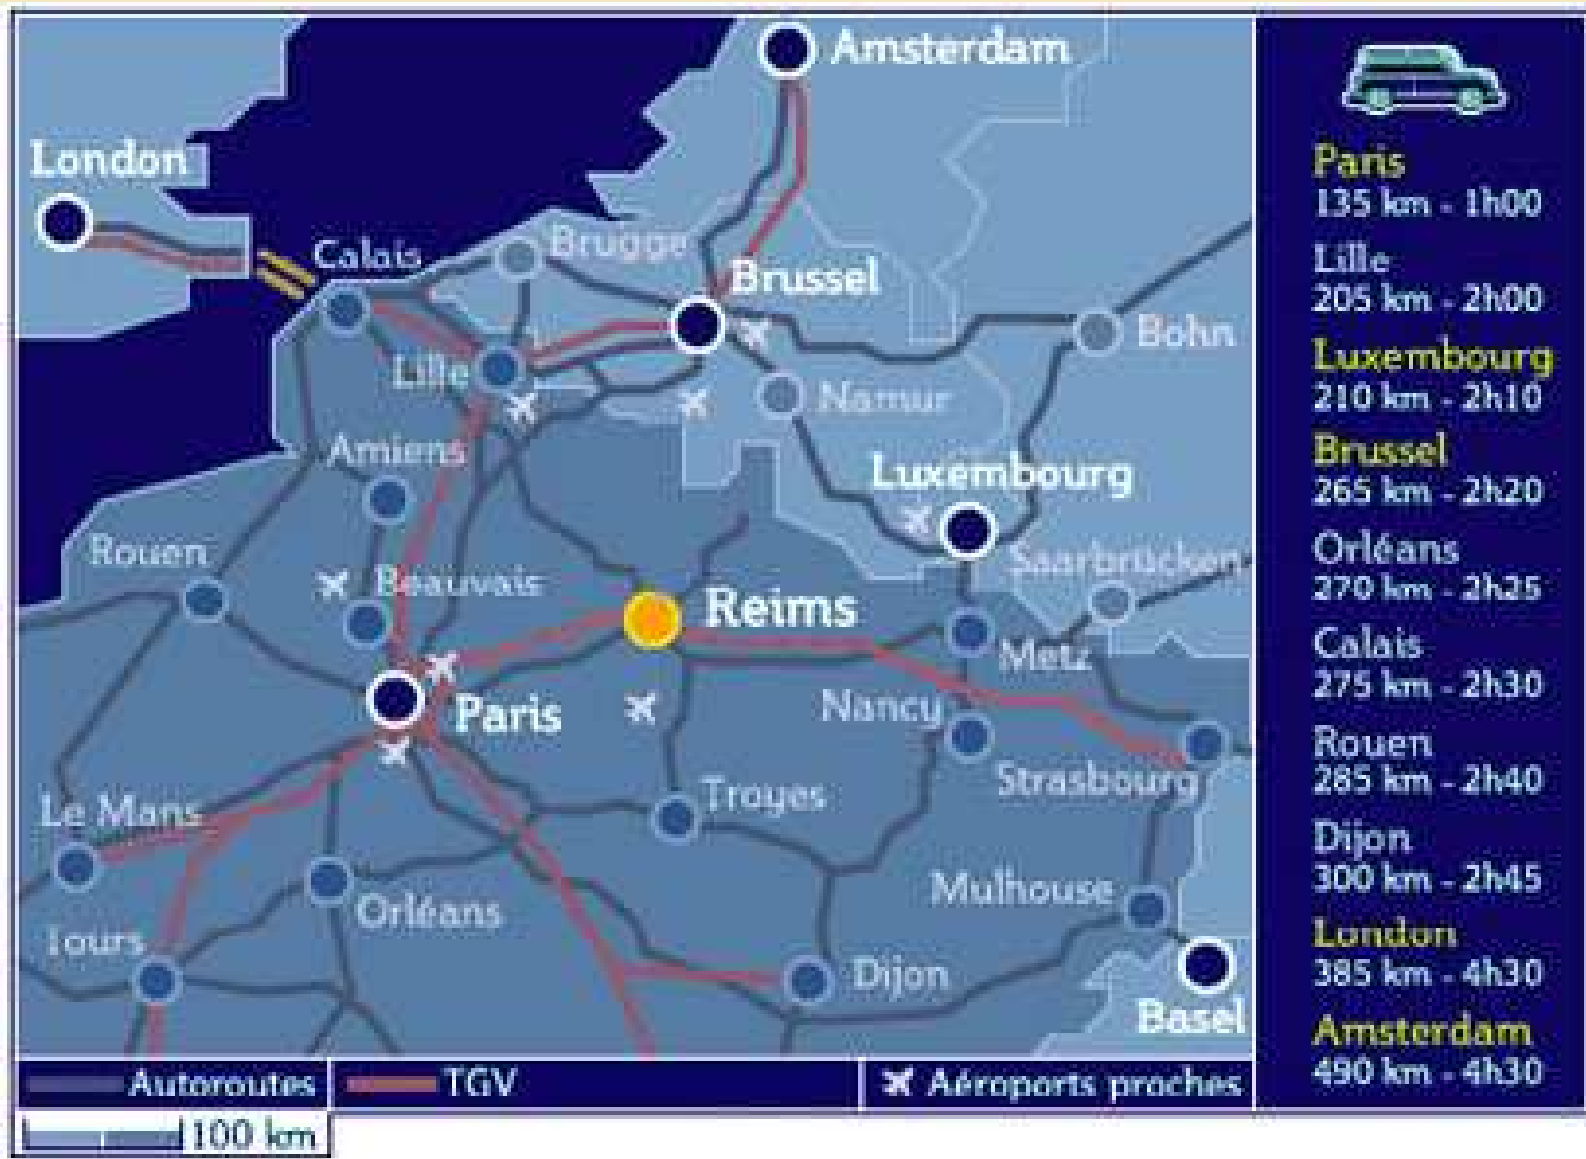 Amsterdam
London
Calais
Brugge
Brussel
Bohn
Lille
Namur
Amiens
Luxembourg
Rouen
Beauvais
Saarbrücken
Reims
Metz
Paris
Nancy
Strasbourg
Le Mans
Troyes
Mulhouse
Orléans
Tours
Dijon
Basel
Autoroutes
TGV
Aéroports proches
100 km
Paris
135 km - 1h00
Lille
205 km - 2h00
Luxembourg
210 km - 2h10
Brussel
265 km - 2h20
Orléans
270 km - 2h25
Calais
275 km - 2h30
Rouen
285 km - 2h40
Dijon
300 km - 2h45
London
385 km - 4h30
Amsterdam
490 km - 4h30